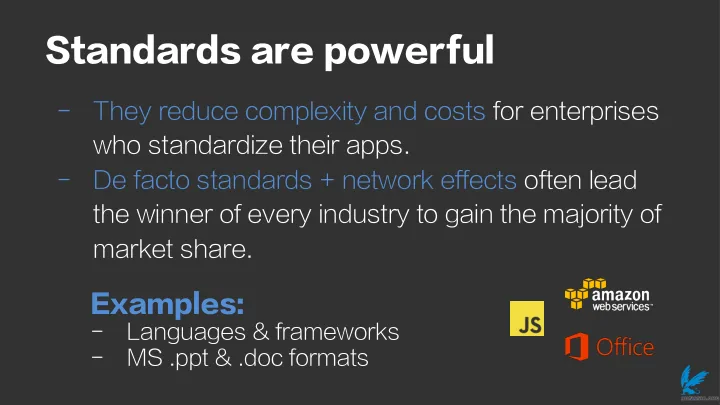 Standards are powerful
- They reduce complexity and costs for enterprises
who standardize their apps.
- De facto standards + network effects often lead
the winner of every industry to gain the majority of
market share.
Examples:
- Languages & frameworks
- MS .ppt & .doc formats
JS
amazon
webservices™
Office